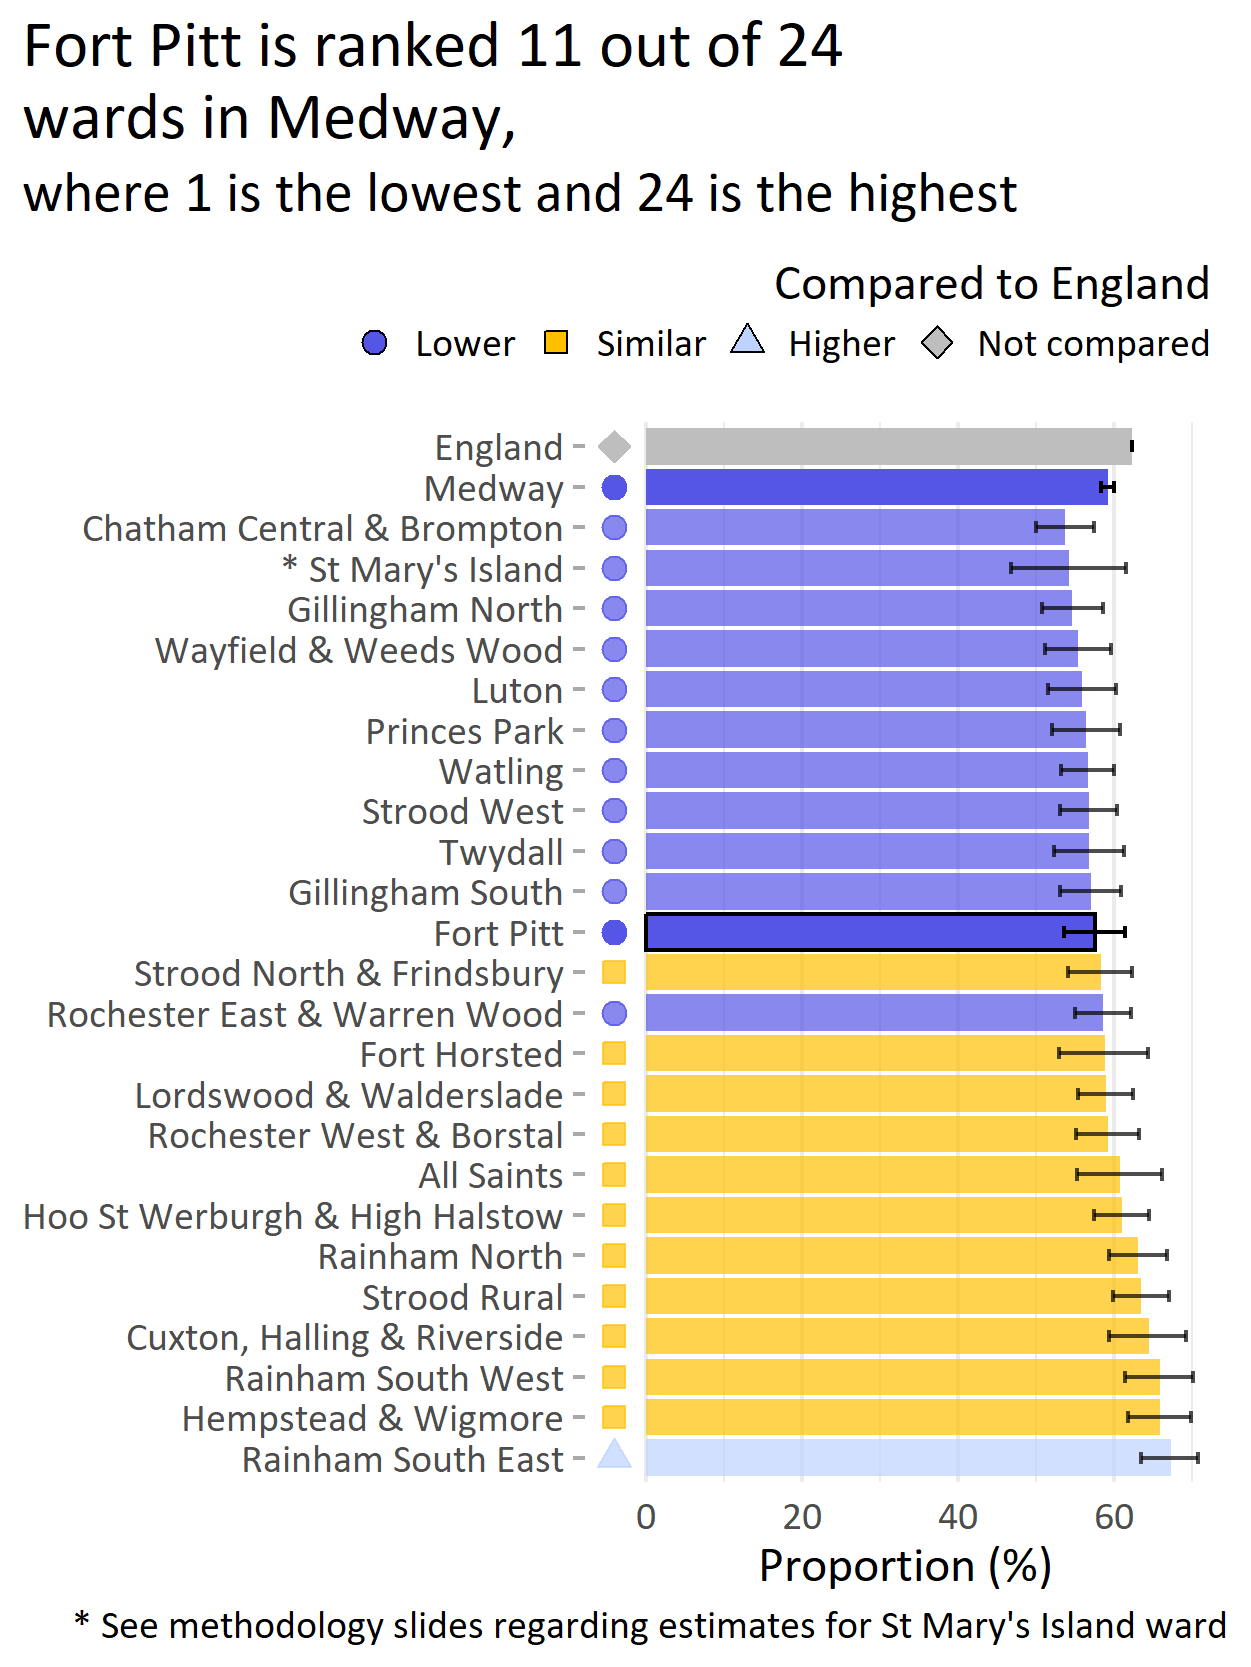 Fort Pitt is ranked 11 out of 24
wards in Medway,
where 1 is the lowest and 24 is the highest
Compared to England
Lower Similar Higher Not compared
England
Medway
Chatham Central & Brompton
* St Mary's Island
Gillingham North
Wayfield & Weeds Wood
Luton
Princes Park
Watling
Strood West
Twydall
Gillingham South
Fort Pitt
Strood North & Frindsbury
Rochester East & Warren Wood
Fort Horsted
Lordswood & Walderslade
Rochester West & Borstal
All Saints
Hoo St Werburgh & High Halstow
Rainham North
Strood Rural
Cuxton, Halling & Riverside
Rainham South West
Hempstead & Wigmore
Rainham South East
0 20 40 60
Proportion (%)
* See methodology slides regarding estimates for St Mary's Island ward